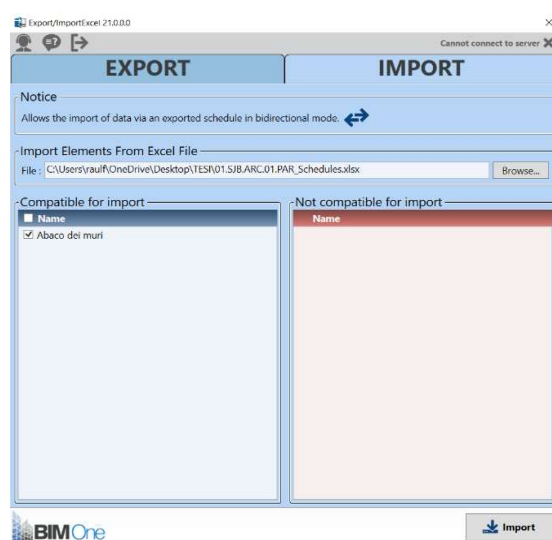 Export/ImportExcel 21.0.0.0
Cannot connect to server
EXPORT
IMPORT
Notice
Allows the import of data via an exported schedule in bidirectional mode.
Import Elements From Excel File
File : C:\Users\raulf\OneDrive\Desktop\TESI\01.SJB.ARC.01.PAR_Schedules.xlsx
Browse...
Compatible for import
Name
Abaco dei muri
Not compatible for import
Name
BIMOne
Import